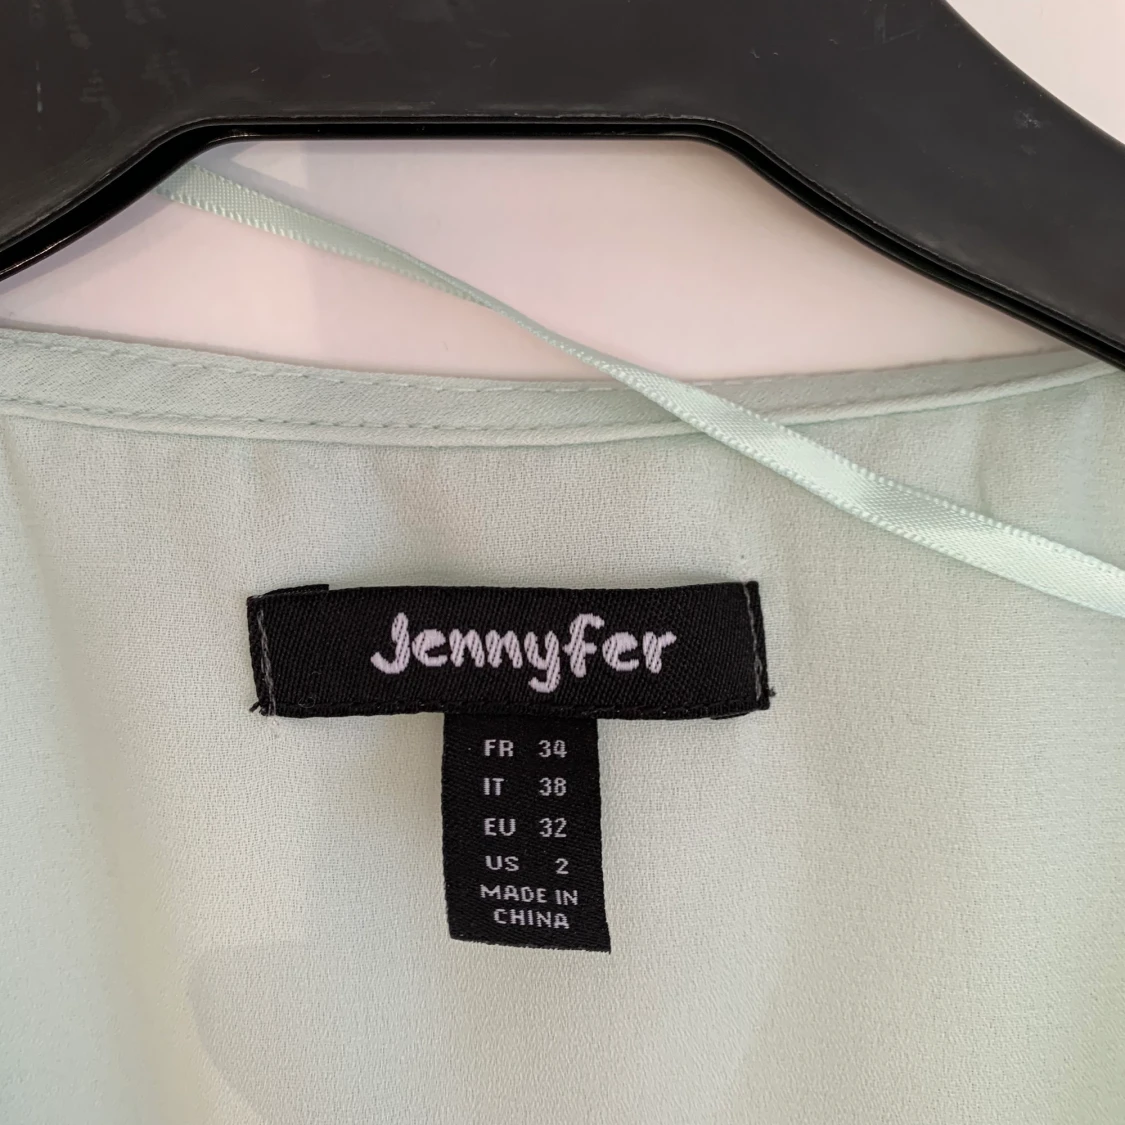 Jennyfer
FR 34
IT 38
EU 32
US 2
MADE IN
CHINA